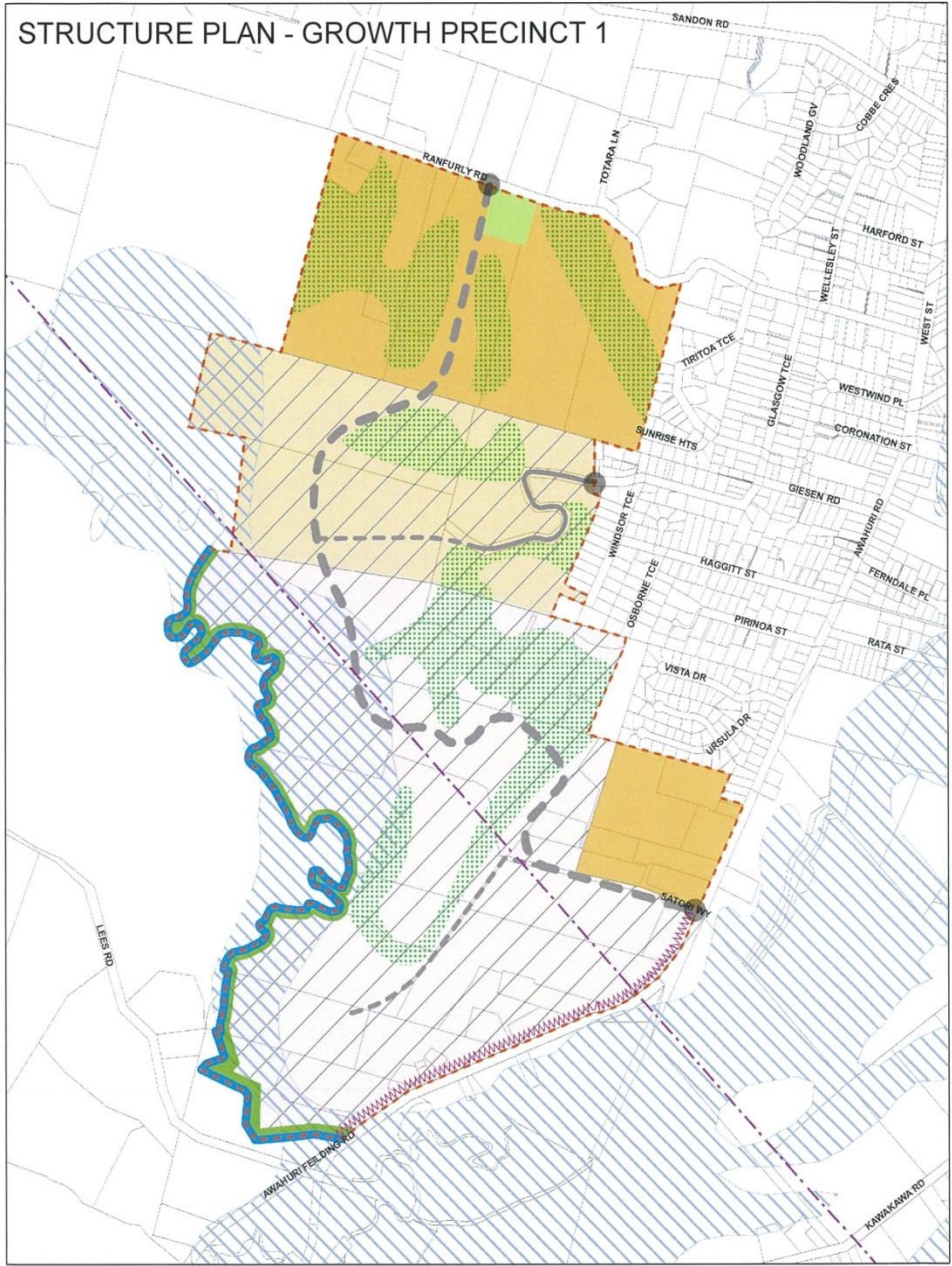 STRUCTURE PLAN - GROWTH PRECINCT 1
SANDON RD
COBBE CRES
WOODLAND GV
TOTARA LN
RANFURLY RD
HARFORD ST
WELLESLEY ST
WEST ST
TIRITOA TCE
GLASGOW TCE
WESTWIND PL
CORONATION ST
SUNRISE HTS
GIESEN RD
WINDSOR TCE
AWAHURI RD
HAGGITT ST
FERNDALE PL
OSBORNE TCE
PIRINOA ST
RATA ST
VISTA DR
URSULA DR
SATORI WY
LEES RD
AWAHURI FEILDING RD
KAWAKAWA RD